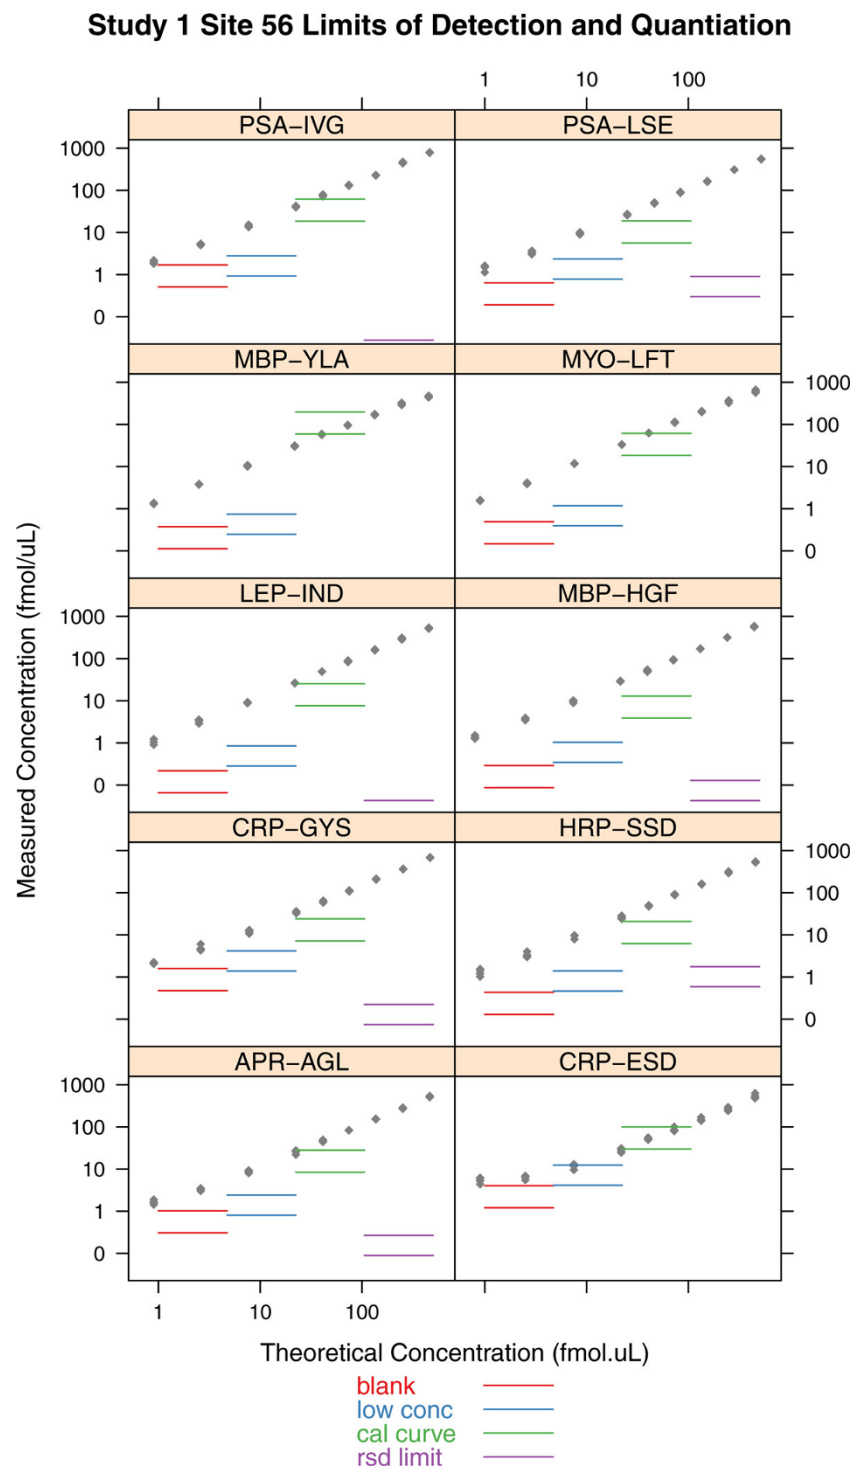 Study 1 Site 56 Limits of Detection and Quantiation
1 10 100
PSA−IVG PSA−LSE
1000
100
10
1
0
MBP−YLA MYO−LFT
1000
100
10
1
0
LEP−IND MBP−HGF
1000
100
10
1
0
CRP−GYS HRP−SSD
1000
100
10
1
0
APR−AGL CRP−ESD
1000
100
10
1
0
1 10 100
Measured Concentration (fmol/uL)
Theoretical Concentration (fmol.uL)
blank
low conc
cal curve
rsd limit